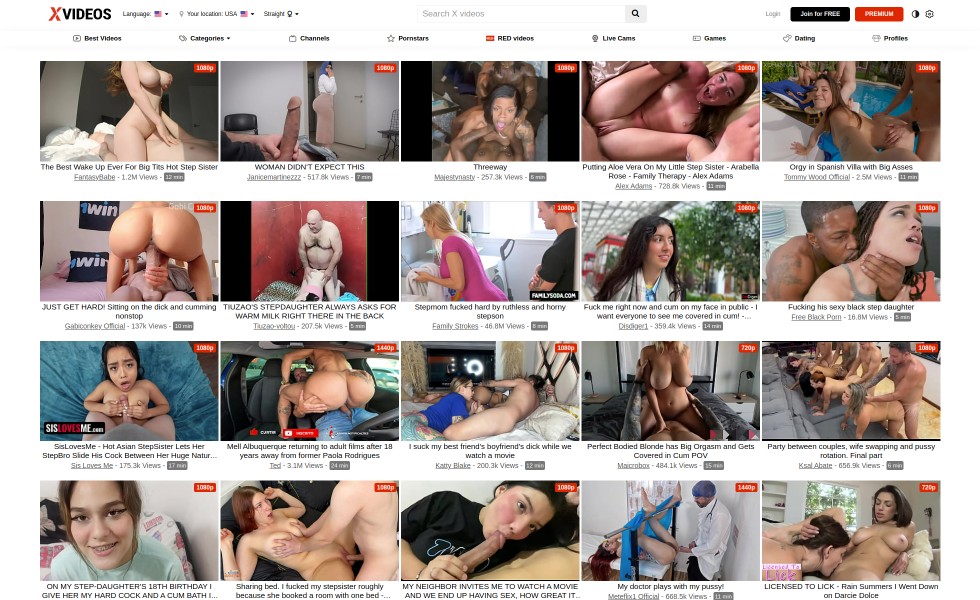 XVIDEOS Language: Your location: USA Straight Search X videos Login Join for FREE PREMIUM
Best Videos Categories Channels Pornstars RED videos Live Cams Games Dating Profiles
1080p 1080p 1080p 1080p 1080p
The Best Wake Up Ever For Big Tits Hot Step Sister
FantasyBabe - 1.2M Views - 12 min
WOMAN DIDN'T EXPECT THIS
Janicemartinezzz - 517.8k Views - 7 min
Threeway
Majestynasty - 257.3k Views - 6 min
Putting Aloe Vera On My Little Step Sister - Arabella
Rose - Family Therapy - Alex Adams
Alex Adams - 728.8k Views - 11 min
Orgy in Spanish Villa with Big Asses
Tommy Wood Official - 2.5M Views - 11 min
1080p 1080p 1080p 1080p
1win
FAMILYSODA.COM
JUST GET HARD! Sitting on the dick and cumming
nonstop
Gabiconkey Official - 137k Views - 10 min
TIUZAO'S STEPDAUGHTER ALWAYS ASKS FOR
WARM MILK RIGHT THERE IN THE BACK
Tiuzao-voltou - 207.5k Views - 5 min
Stepmom fucked hard by ruthless and horny
stepson
Family Strokes - 46.8M Views - 8 min
Fuck me right now and cum on my face in public - I
want everyone to see me covered in cum! -...
Disdiger1 - 359.4k Views - 14 min
Fucking his sexy black step daughter
Free Black Porn - 16.8M Views - 5 min
1080p 1440p 1080p 720p 1080p
SISLOVESME.COM
SisLovesMe - Hot Asian StepSister Lets Her
StepBro Slide His Cock Between Her Huge Natur...
Sis Loves Me - 175.3k Views - 17 min
Mell Albuquerque returning to adult films after 18
years away from former Paola Rodrigues
Ted - 3.1M Views - 24 min
I suck my best friend's boyfriend's dick while we
watch a movie
Katty Blake - 200.3k Views - 12 min
Perfect Bodied Blonde has Big Orgasm and Gets
Covered in Cum POV
Maicrobox - 484.1k Views - 15 min
Party between couples, wife swapping and pussy
rotation. Final part
Ksal Abate - 656.9k Views - 6 min
1080p 1080p 1080p 1440p 720p
Licensed To
Lick
ON MY STEP-DAUGHTER'S 18TH BIRTHDAY I
GIVE HER MY HARD COCK AND A CUM BATH I...
Sharing bed. I fucked my stepsister roughly
because she booked a room with one bed -...
MY NEIGHBOR INVITES ME TO WATCH A MOVIE
AND WE END UP HAVING SEX, HOW GREAT IT...
My doctor plays with my pussy!
Meteflix1 Official - 668.5k Views - 11 min
LICENSED TO LICK - Rain Summers I Went Down
on Darcie Dolce